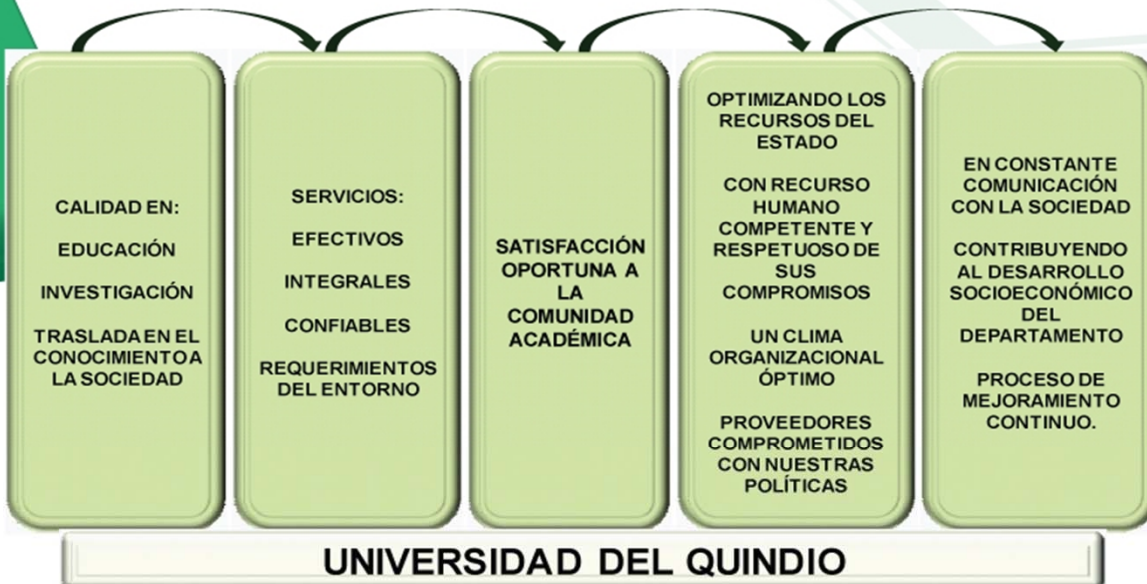 CALIDAD EN:
EDUCACIÓN
INVESTIGACIÓN
TRASLADA EN EL
CONOCIMIENTO A
LA SOCIEDAD
SERVICIOS:
EFECTIVOS
INTEGRALES
CONFIABLES
REQUERIMIENTOS
DEL ENTORNO
SATISFACCIÓN
OPORTUNA A
LA
COMUNIDAD
ACADÉMICA
OPTIMIZANDO LOS
RECURSOS DEL
ESTADO
CON RECURSO
HUMANO
COMPETENTE Y
RESPETUOSO DE
SUS
COMPROMISOS
UN CLIMA
ORGANIZACIONAL
ÓPTIMO
PROVEEDORES
COMPROMETIDOS
CON NUESTRAS
POLÍTICAS
EN CONSTANTE
COMUNICACIÓN
CON LA SOCIEDAD
CONTRIBUYENDO
AL DESARROLLO
SOCIOECONÓMICO
DEL
DEPARTAMENTO
PROCESO DE
MEJORAMIENTO
CONTINUO.
UNIVERSIDAD DEL QUINDIO